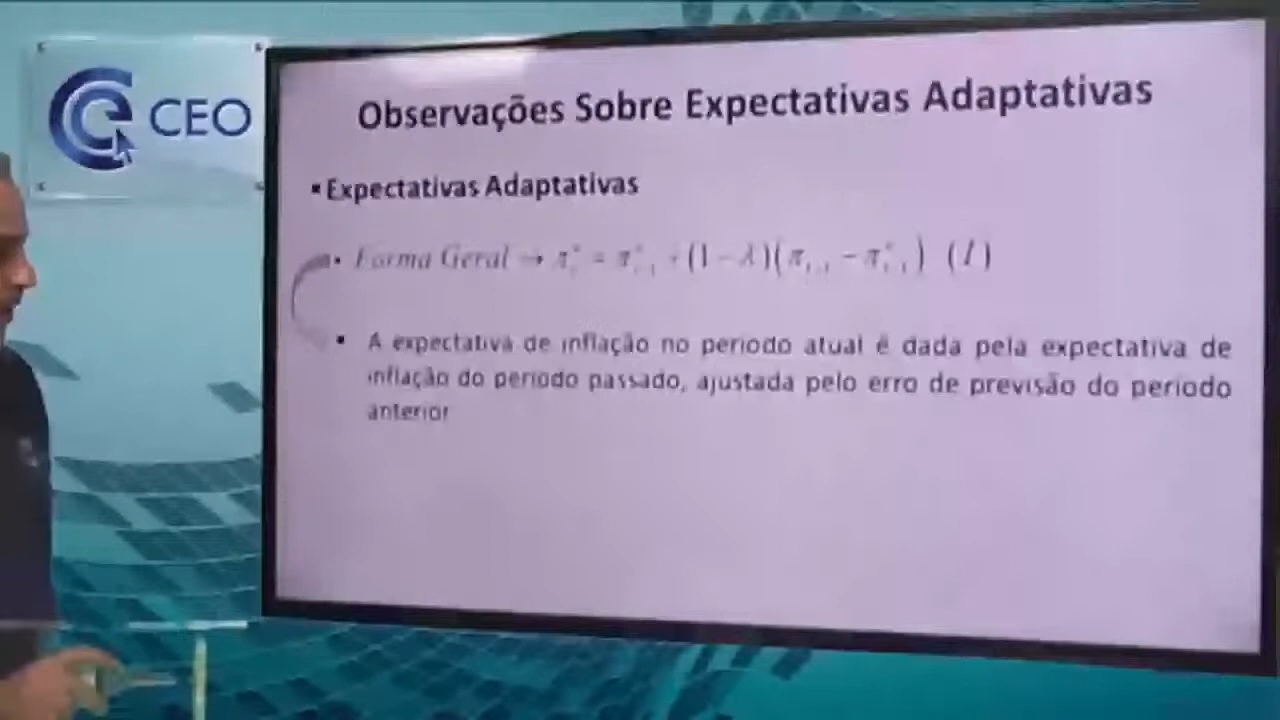 CEO
Observações Sobre Expectativas Adaptativas
▪ Expectativas Adaptativas
• Forma Geral → πₜᵉ = πₜ₋₁ᵉ + (1 − λ)(πₜ₋₁ − πₜ₋₁ᵉ) (I)
▪ A expectativa de inflação no período atual é dada pela expectativa de
inflação do período passado, ajustada pelo erro de previsão do período
anterior